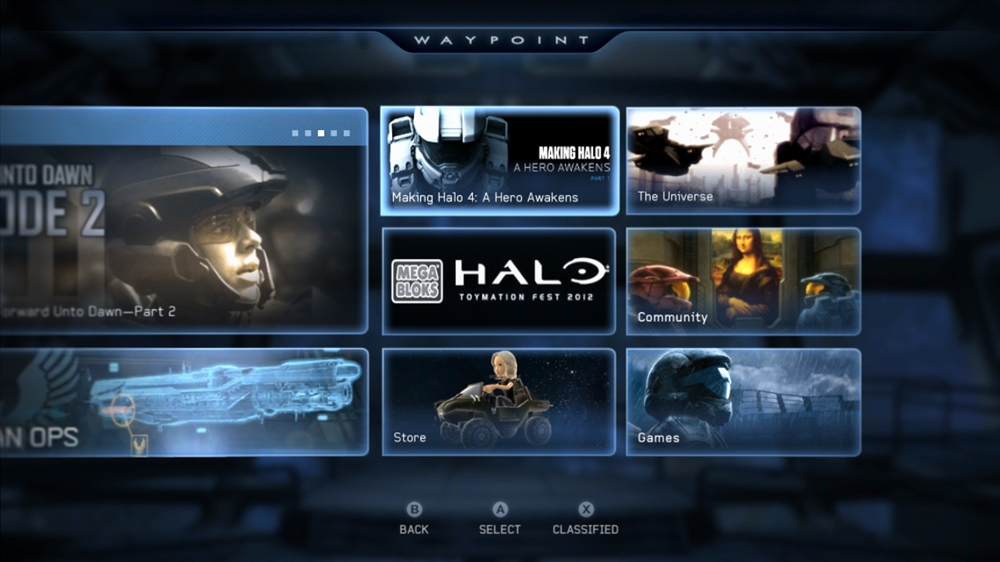 WAYPOINT
UNTO DAWN
ODE 2
orward Unto Dawn—Part 2
MAKING HALO 4
A HERO AWAKENS
PART 1
Making Halo 4: A Hero Awakens
The Universe
MEGA
BLOKS
HALO
TOYMATION FEST 2012
Community
AN OPS
Store
Games
B
A
X
BACK
SELECT
CLASSIFIED